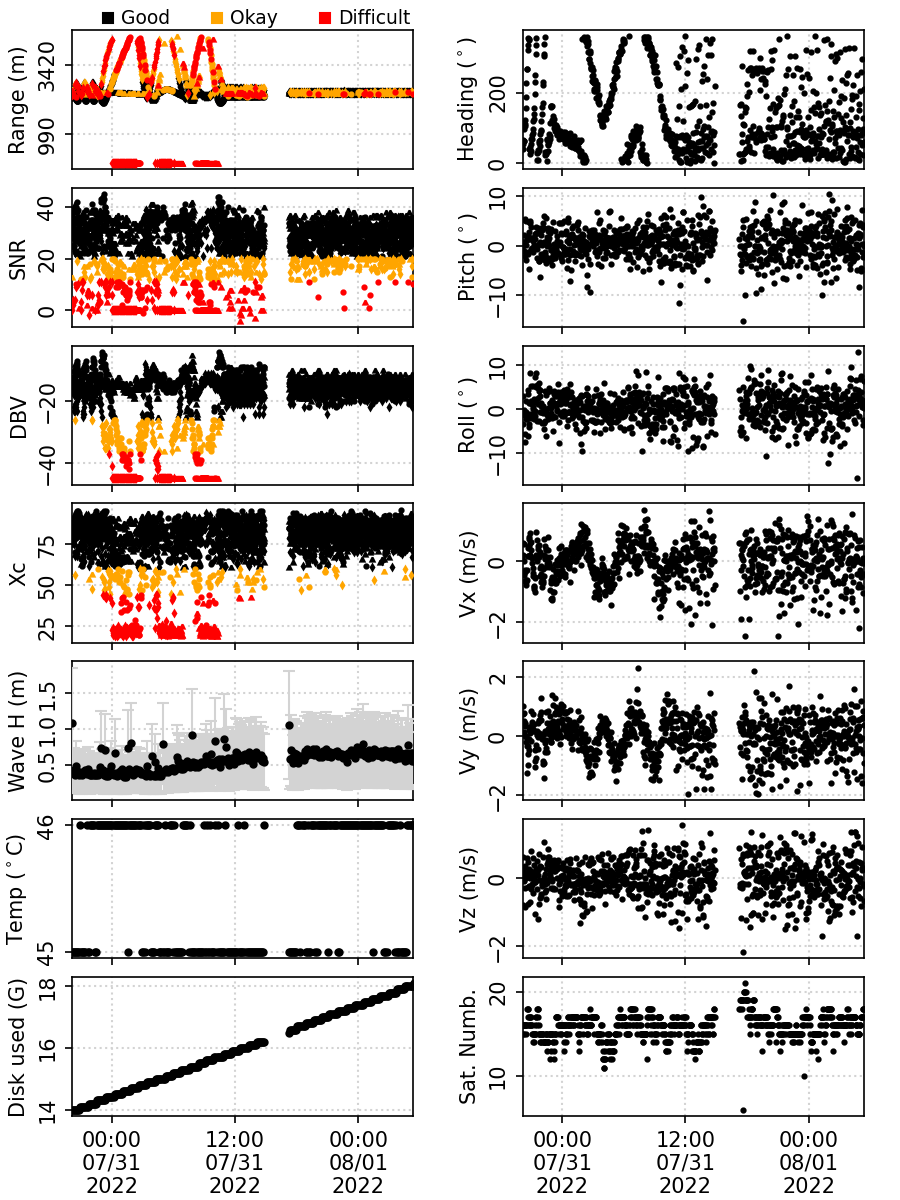 Good Okay Difficult
Range (m)
3420
990
Heading (°)
200
0
SNR
40
20
0
Pitch (°)
10
0
−10
DBV
−20
−40
Roll (°)
10
0
−10
Xc
75
50
25
Vx (m/s)
0
−2
Wave H (m)
1.5
1.0
0.5
Vy (m/s)
2
0
−2
Temp (°C)
46
45
Vz (m/s)
0
−2
Disk used (G)
18
16
14
Sat. Numb.
20
10
00:00 12:00 00:00
07/31 07/31 08/01
2022 2022 2022
00:00 12:00 00:00
07/31 07/31 08/01
2022 2022 2022